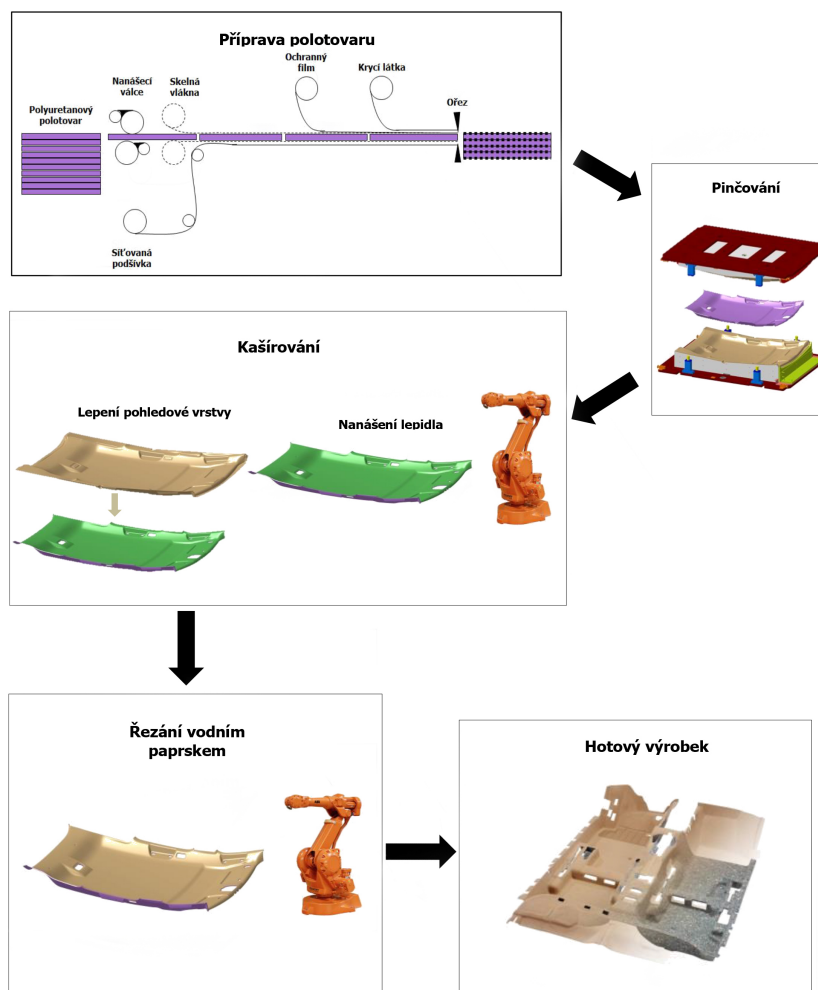 Příprava polotovaru
Ochranný
film
Krycí látka
Nanášecí
válce
Skelná
vlákna
Ořez
Polyuretanový
polotovar
Síťovaná
podšívka
Pinčování
Kašírování
Lepení pohledové vrstvy
Nanášení lepidla
Řezání vodním
paprskem
Hotový výrobek